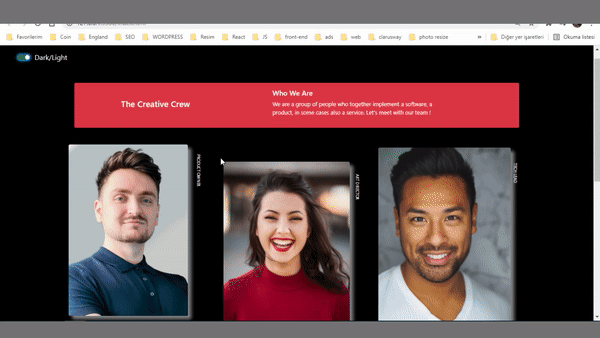 Favorilerim
Coin
England
SEO
WORDPRESS
Resim
React
JS
front-end
ads
web
clarusway
photo resize
»
Diğer yer işaretleri
Okuma listesi
Dark/Light
The Creative Crew
Who We Are
We are a group of people who together implement a software, a
product, in some cases also a service. Let's meet with our team !
PRODUCT OWNER
ART DIRECTOR
TECH LEAD